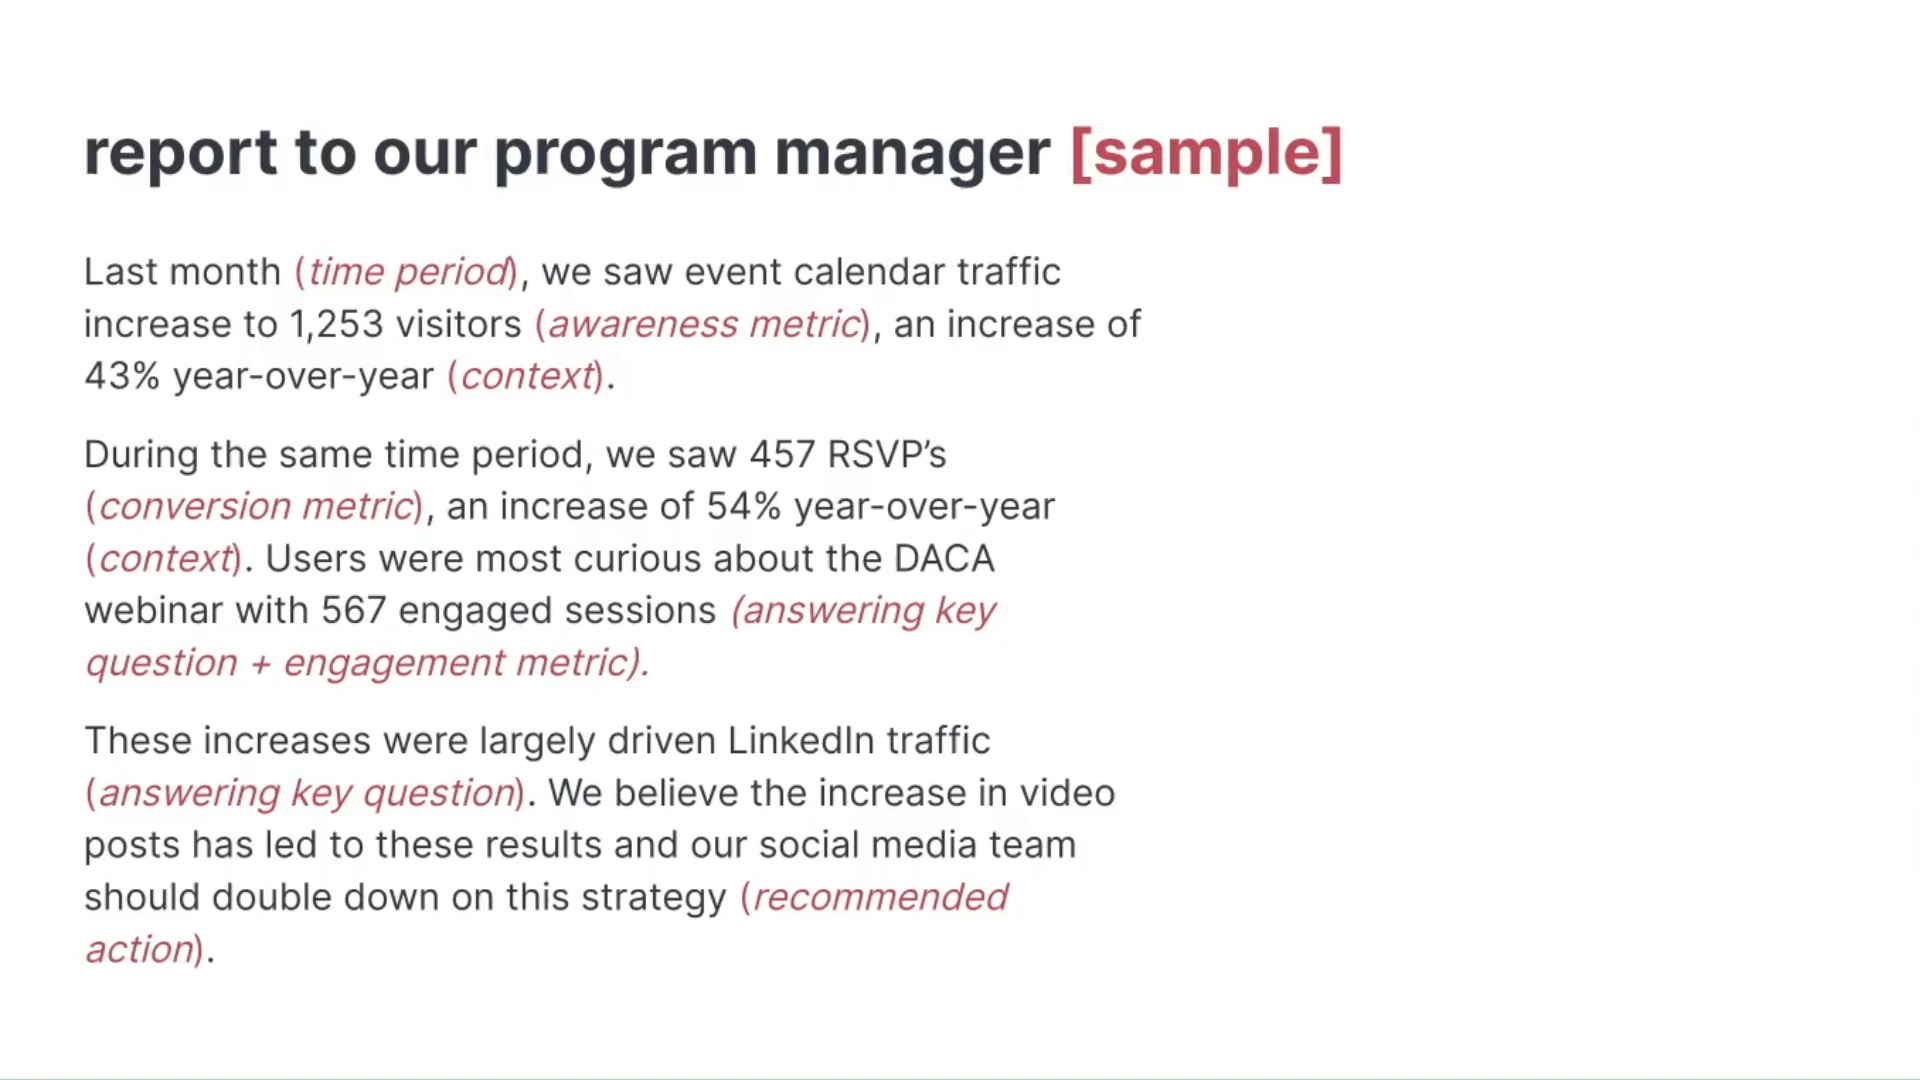 report to our program manager [sample]
Last month (time period), we saw event calendar traffic
increase to 1,253 visitors (awareness metric), an increase of
43% year-over-year (context).
During the same time period, we saw 457 RSVP’s
(conversion metric), an increase of 54% year-over-year
(context). Users were most curious about the DACA
webinar with 567 engaged sessions (answering key
question + engagement metric).
These increases were largely driven LinkedIn traffic
(answering key question). We believe the increase in video
posts has led to these results and our social media team
should double down on this strategy (recommended
action).